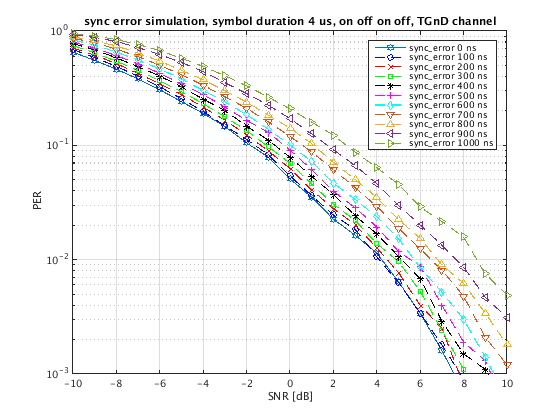 sync error simulation, symbol duration 4 us, on off on off, TGnD channel
10^0
10^-1
10^-2
10^-3
PER
sync_error 0 ns
sync_error 100 ns
sync_error 200 ns
sync_error 300 ns
sync_error 400 ns
sync_error 500 ns
sync_error 600 ns
sync_error 700 ns
sync_error 800 ns
sync_error 900 ns
sync_error 1000 ns
-10 -8 -6 -4 -2 0 2 4 6 8 10
SNR [dB]